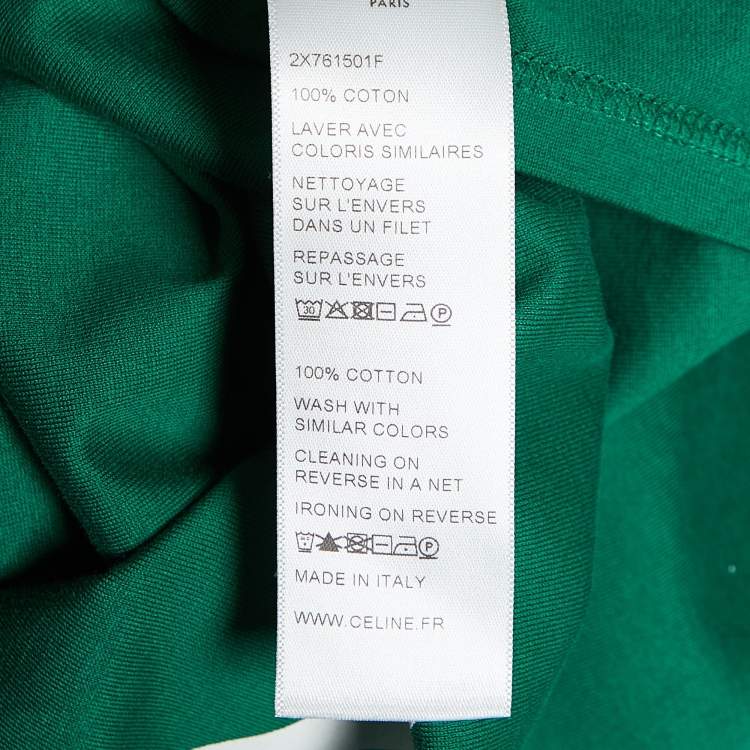 PARIS
2X761501F
100% COTON
LAVER AVEC
COLORIS SIMILAIRES
NETTOYAGE
SUR L'ENVERS
DANS UN FILET
REPASSAGE
SUR L'ENVERS
30 P
100% COTTON
WASH WITH
SIMILAR COLORS
CLEANING ON
REVERSE IN A NET
IRONING ON REVERSE
P
MADE IN ITALY
WWW.CELINE.FR